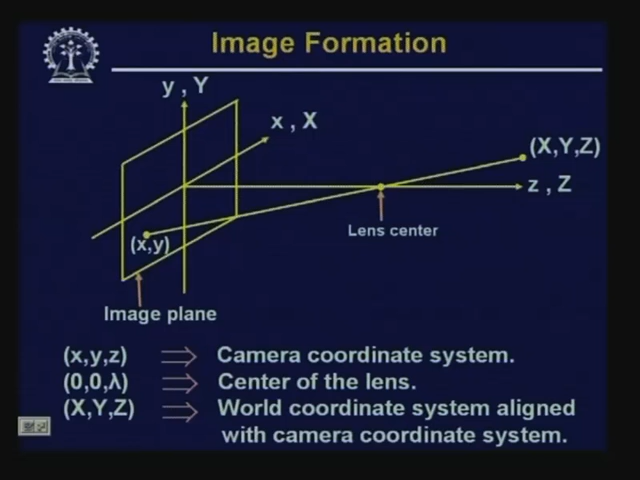 Image Formation
y , Y
x , X
(X,Y,Z)
z , Z
Lens center
(x,y)
Image plane
(x,y,z) ⇒ Camera coordinate system.
(0,0,λ) ⇒ Center of the lens.
(X,Y,Z) ⇒ World coordinate system aligned
with camera coordinate system.